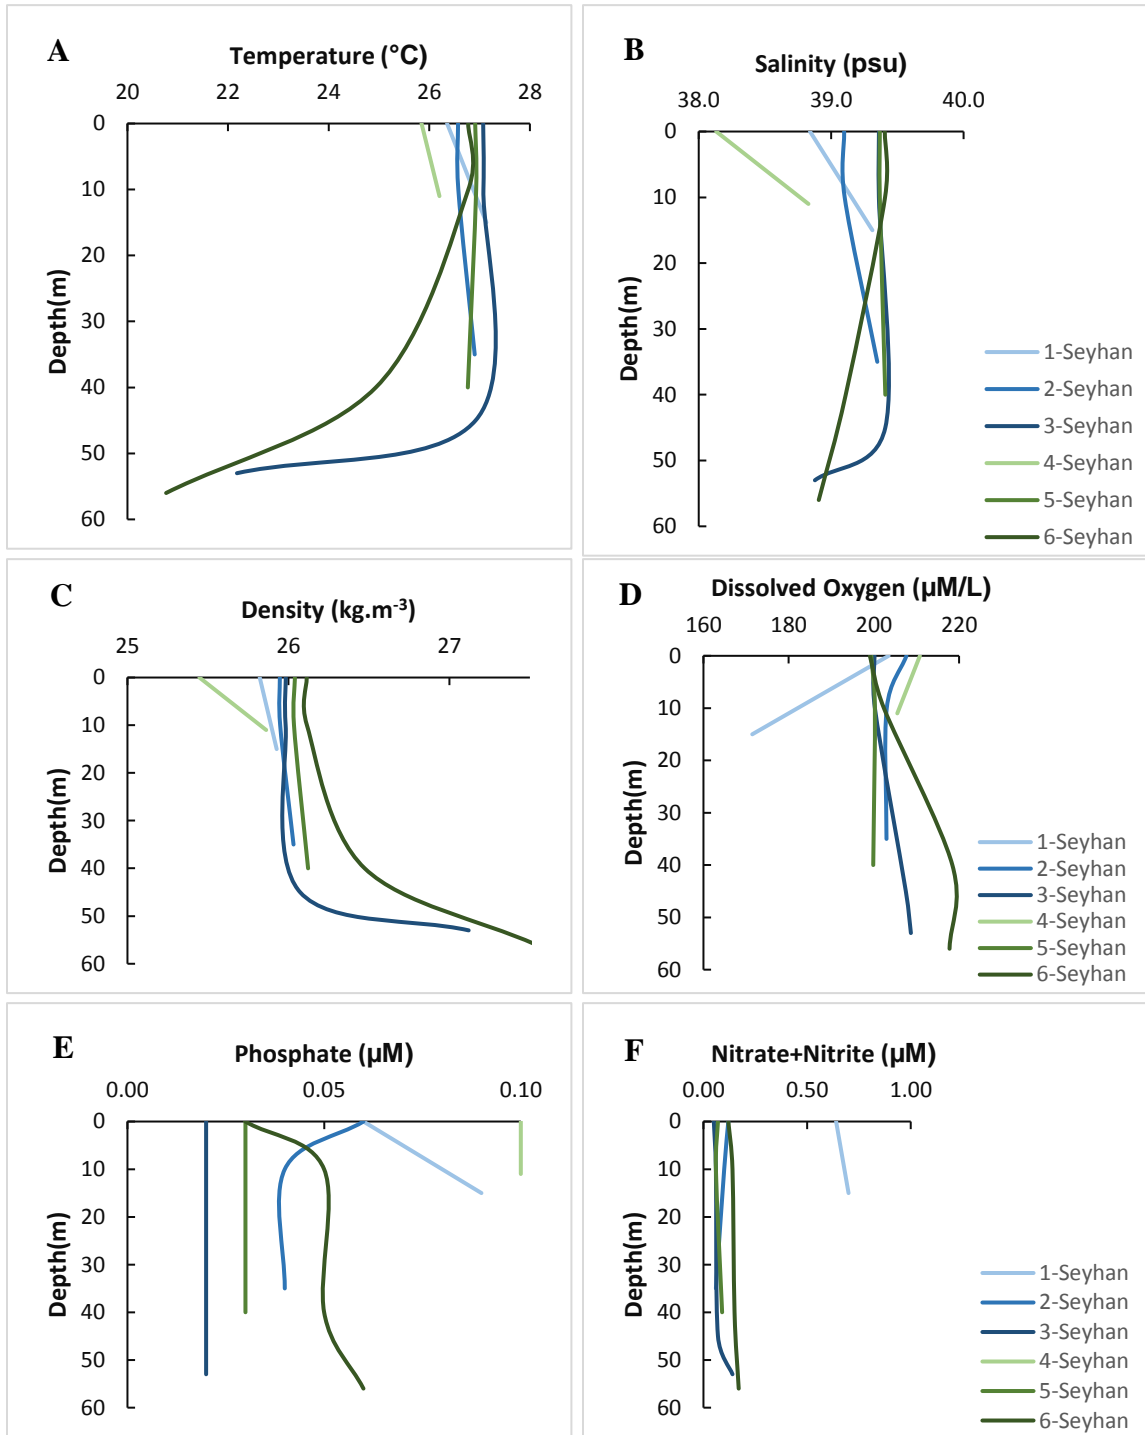 A
Temperature (°C)
20 22 24 26 28
0
10
20
30
40
50
60
Depth(m)
B
Salinity (psu)
38.0 39.0 40.0
0
10
20
30
40
50
60
Depth(m)
1-Seyhan
2-Seyhan
3-Seyhan
4-Seyhan
5-Seyhan
6-Seyhan
C
Density (kg.m-3)
25 26 27
0
10
20
30
40
50
60
Depth(m)
D
Dissolved Oxygen (µM/L)
160 180 200 220
0
10
20
30
40
50
60
Depth(m)
1-Seyhan
2-Seyhan
3-Seyhan
4-Seyhan
5-Seyhan
6-Seyhan
E
Phosphate (µM)
0.00 0.05 0.10
0
10
20
30
40
50
60
Depth(m)
F
Nitrate+Nitrite (µM)
0.00 0.50 1.00
0
10
20
30
40
50
60
Depth(m)
1-Seyhan
2-Seyhan
3-Seyhan
4-Seyhan
5-Seyhan
6-Seyhan